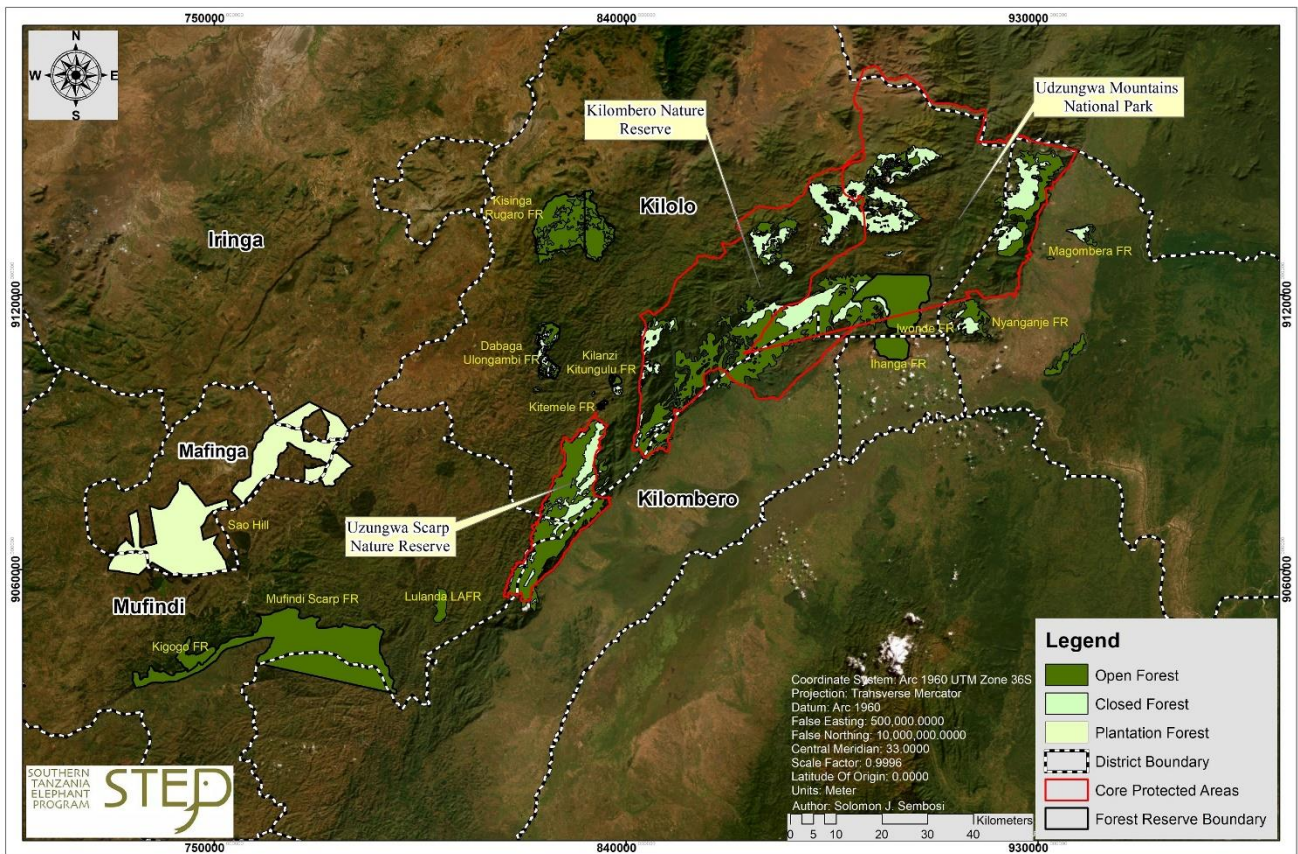 750000
840000
930000
N
W
E
S
Udzungwa Mountains
National Park
Kilombero Nature
Reserve
Kisinga
Rugaro FR
Kilolo
Iringa
Magombera FR
9120000
9120000
Nyanganje FR
Iwonde FR
Ihanga FR
Dabaga
Ulongambi FR
Kilanzi
Kitungulu FR
Kitemele FR
Mafinga
Kilombero
Sao Hill
Uzungwa Scarp
Nature Reserve
9060000
9060000
Mufindi
Mufindi Scarp FR
Lulanda LAFR
Kigogo FR
Legend
Open Forest
Closed Forest
Plantation Forest
District Boundary
Core Protected Areas
Forest Reserve Boundary
Coordinate System: Arc 1960 UTM Zone 36S
Projection: Transverse Mercator
Datum: Arc 1960
False Easting: 500,000.0000
False Northing: 10,000,000.0000
Central Meridian: 33.0000
Scale Factor: 0.9996
Latitude Of Origin: 0.0000
Units: Meter
Author: Solomon J. Sembosi
Kilometers
0 5 10 20 30 40
SOUTHERN
TANZANIA
ELEPHANT
PROGRAM
STEP
750000
840000
930000